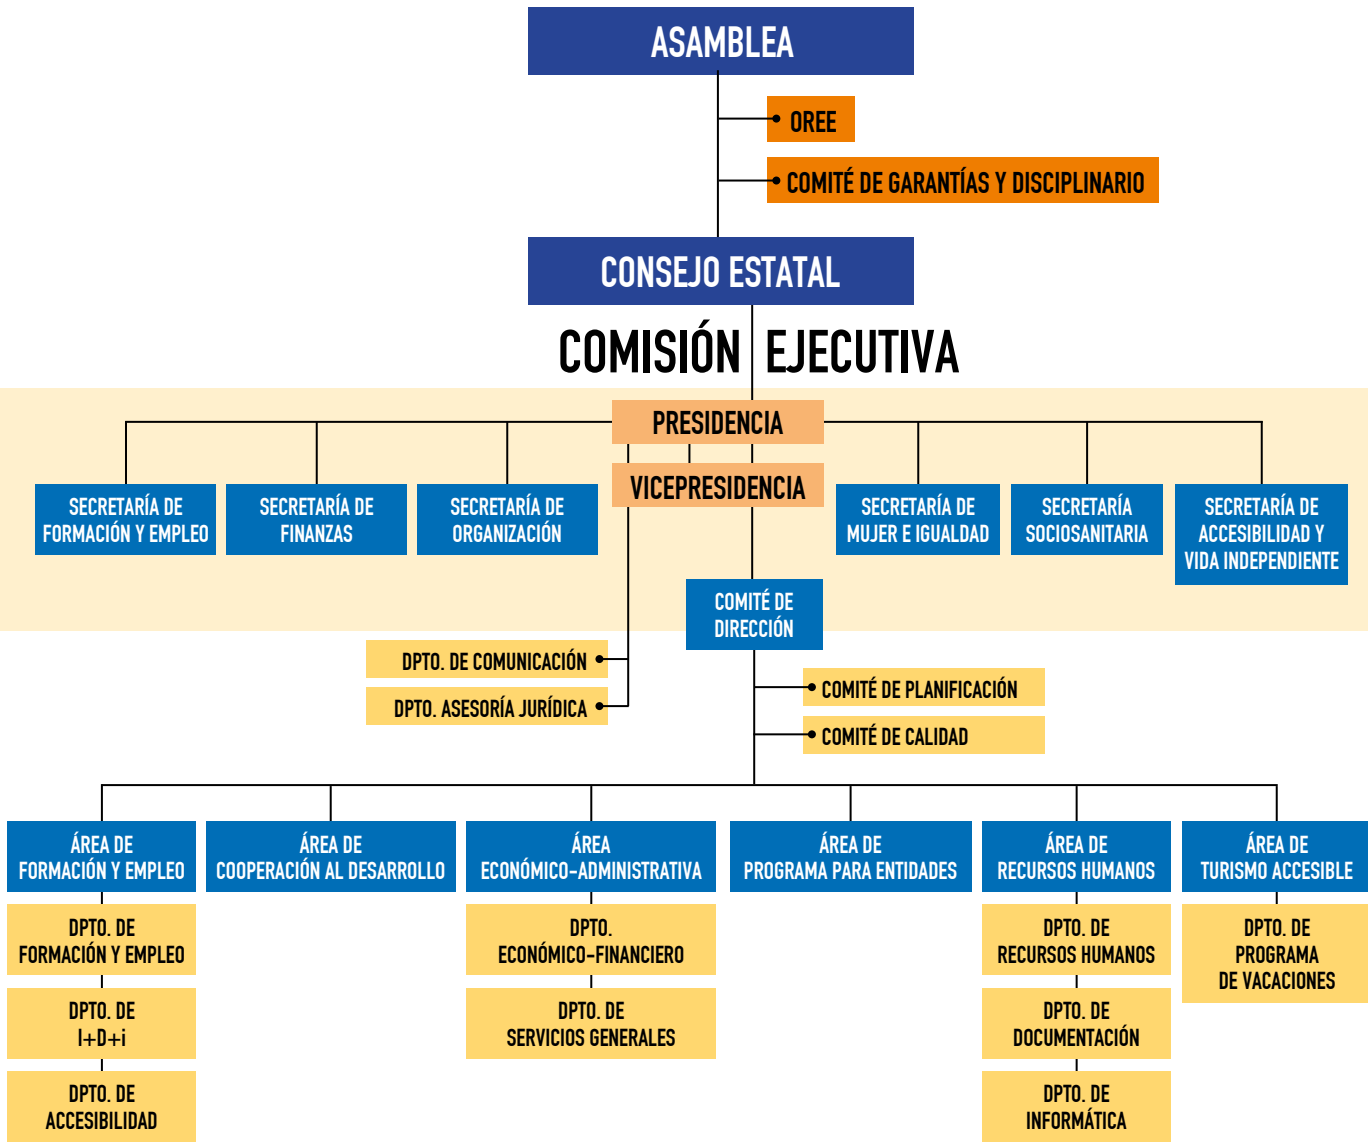 ASAMBLEA
OREE
COMITÉ DE GARANTÍAS Y DISCIPLINARIO
CONSEJO ESTATAL
COMISIÓN EJECUTIVA
PRESIDENCIA
VICEPRESIDENCIA
SECRETARÍA DE
FORMACIÓN Y EMPLEO
SECRETARÍA DE
FINANZAS
SECRETARÍA DE
ORGANIZACIÓN
SECRETARÍA DE
MUJER E IGUALDAD
SECRETARÍA
SOCIOSANITARIA
SECRETARÍA DE
ACCESIBILIDAD Y
VIDA INDEPENDIENTE
COMITÉ DE
DIRECCIÓN
DPTO. DE COMUNICACIÓN
DPTO. ASESORÍA JURÍDICA
COMITÉ DE PLANIFICACIÓN
COMITÉ DE CALIDAD
ÁREA DE
FORMACIÓN Y EMPLEO
ÁREA DE
COOPERACIÓN AL DESARROLLO
ÁREA
ECONÓMICO-ADMINISTRATIVA
ÁREA DE
PROGRAMA PARA ENTIDADES
ÁREA DE
RECURSOS HUMANOS
ÁREA DE
TURISMO ACCESIBLE
DPTO. DE
FORMACIÓN Y EMPLEO
DPTO.
ECONÓMICO-FINANCIERO
DPTO. DE
RECURSOS HUMANOS
DPTO. DE
PROGRAMA
DE VACACIONES
DPTO. DE
I+D+i
DPTO. DE
SERVICIOS GENERALES
DPTO. DE
DOCUMENTACIÓN
DPTO. DE
ACCESIBILIDAD
DPTO. DE
INFORMÁTICA